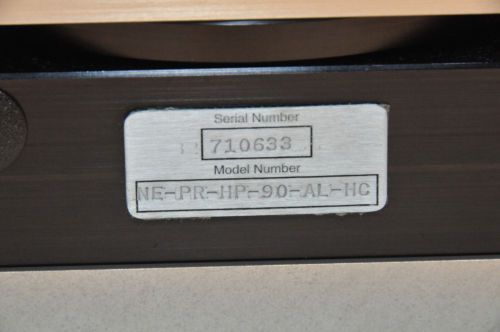 Serial Number
710633
Model Number
NE-PR-HP-90-AL-HC